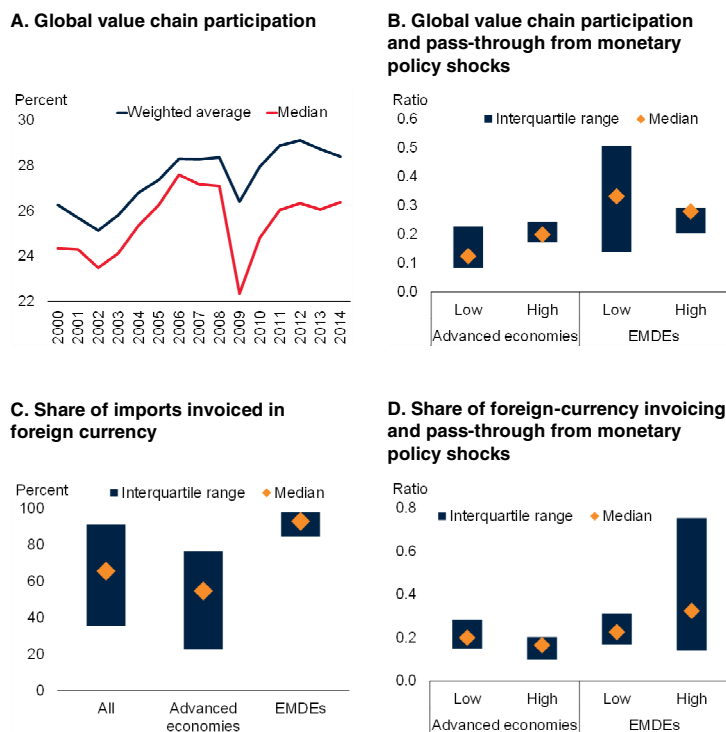 A. Global value chain participation
Percent
Weighted average Median
30
28
26
24
22
2000 2001 2002 2003 2004 2005 2006 2007 2008 2009 2010 2011 2012 2013 2014
B. Global value chain participation
and pass-through from monetary
policy shocks
Ratio
Interquartile range Median
0.6
0.5
0.4
0.3
0.2
0.1
0.0
Low High Low High
Advanced economies EMDEs
C. Share of imports invoiced in
foreign currency
Percent
Interquartile range Median
100
80
60
40
20
0
All Advanced EMDEs
economies
D. Share of foreign-currency invoicing
and pass-through from monetary
policy shocks
Ratio
Interquartile range Median
0.8
0.6
0.4
0.2
0.0
Low High Low High
Advanced economies EMDEs